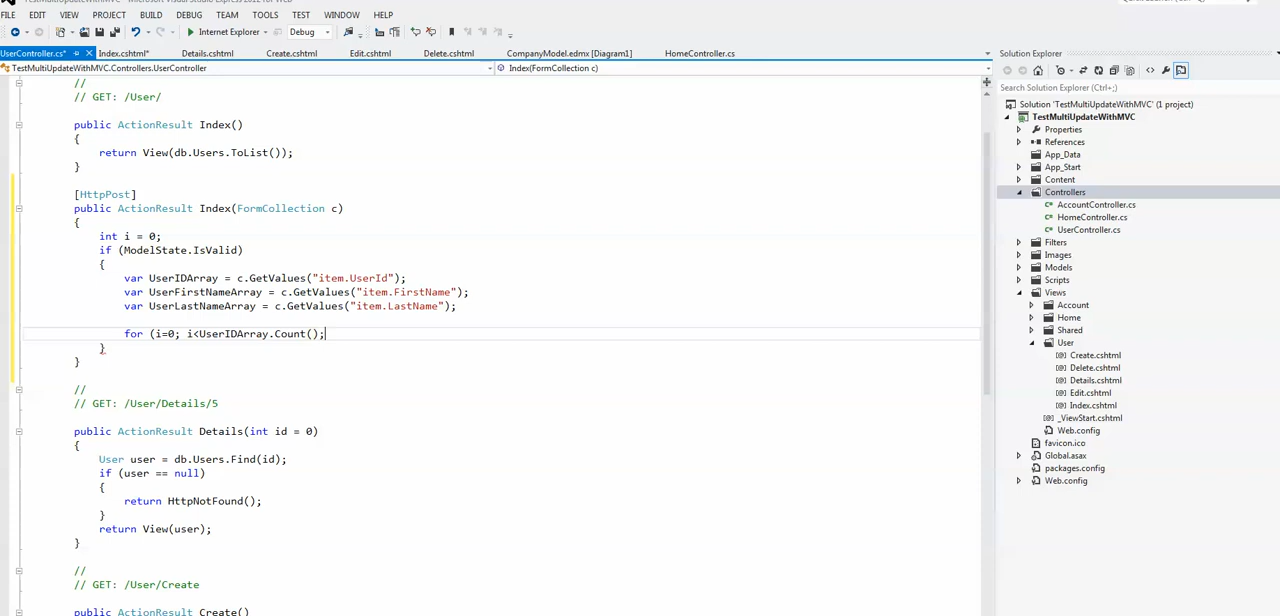 FILE EDIT VIEW PROJECT BUILD DEBUG TEAM TOOLS TEST WINDOW HELP
Internet Explorer Debug
UserController.cs* Index.cshtml* Details.cshtml Create.cshtml Edit.cshtml Delete.cshtml CompanyModel.edmx [Diagram1] HomeController.cs
TestMultiUpdateWithMVC.Controllers.UserController Index(FormCollection c)
//
// GET: /User/
public ActionResult Index()
{
return View(db.Users.ToList());
}
[HttpPost]
public ActionResult Index(FormCollection c)
{
int i = 0;
if (ModelState.IsValid)
{
var UserIDArray = c.GetValues("item.UserId");
var UserFirstNameArray = c.GetValues("item.FirstName");
var UserLastNameArray = c.GetValues("item.LastName");
for (i=0; i<UserIDArray.Count();
}
}
//
// GET: /User/Details/5
public ActionResult Details(int id = 0)
{
User user = db.Users.Find(id);
if (user == null)
{
return HttpNotFound();
}
return View(user);
}
//
// GET: /User/Create
public ActionResult Create()
Solution Explorer
Search Solution Explorer (Ctrl+;)
Solution 'TestMultiUpdateWithMVC' (1 project)
TestMultiUpdateWithMVC
Properties
References
App_Data
App_Start
Content
Controllers
AccountController.cs
HomeController.cs
UserController.cs
Filters
Images
Models
Scripts
Views
Account
Home
Shared
User
Create.cshtml
Delete.cshtml
Details.cshtml
Edit.cshtml
Index.cshtml
_ViewStart.cshtml
Web.config
favicon.ico
Global.asax
packages.config
Web.config